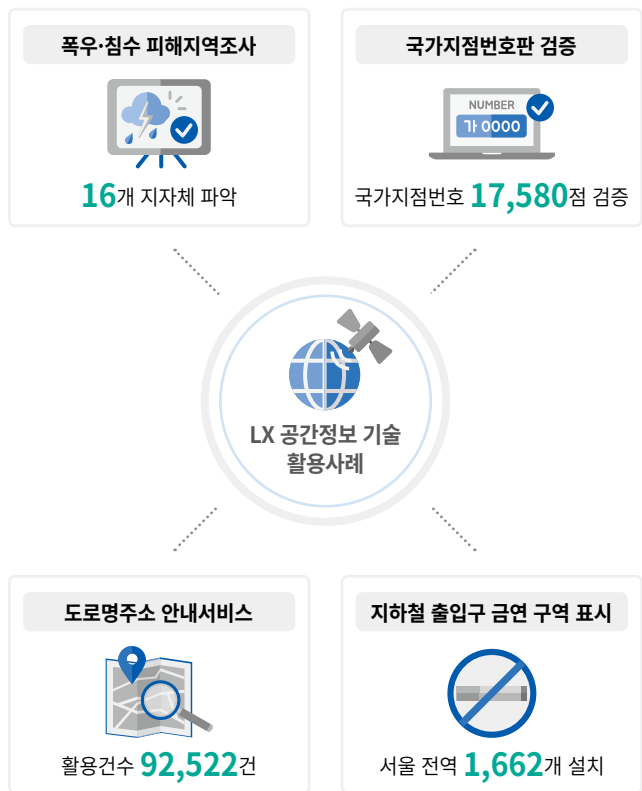 폭우·침수 피해지역조사
16개 지자체 파악
국가지점번호판 검증
NUMBER
가 0000
국가지점번호 17,580점 검증
LX 공간정보 기술
활용사례
도로명주소 안내서비스
활용건수 92,522건
지하철 출입구 금연 구역 표시
서울 전역 1,662개 설치